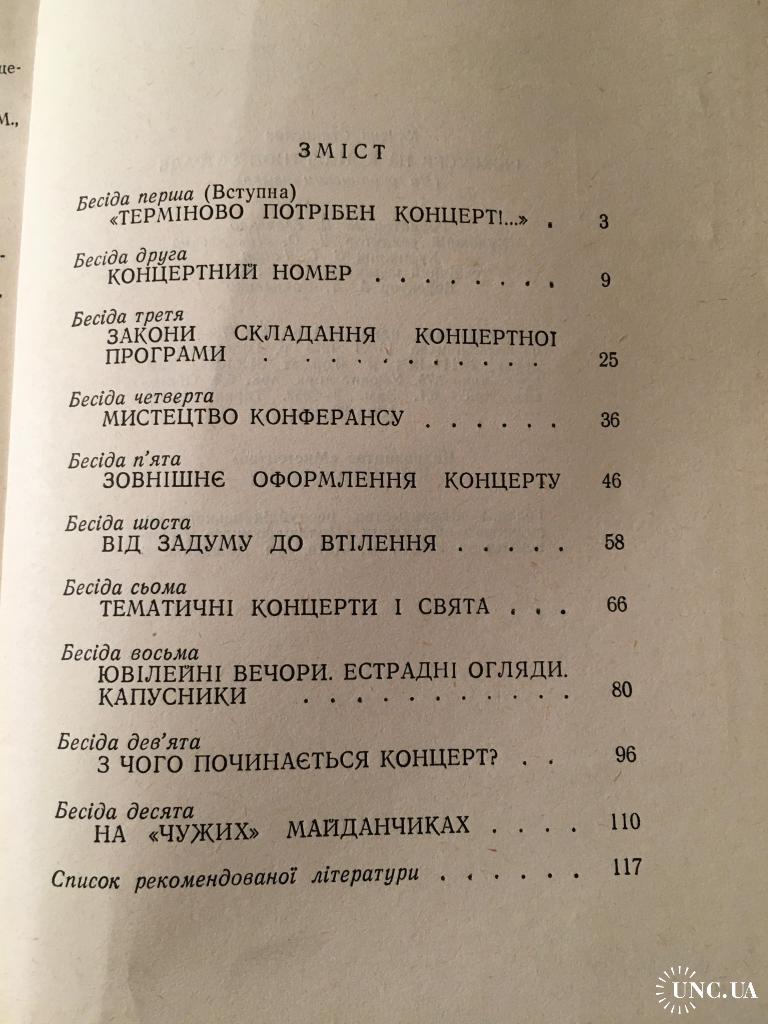 ще-
М.,
ЗМІСТ
Бесіда перша (Вступна)
«ТЕРМІНОВО ПОТРІБЕН КОНЦЕРТ!...» . 3
Бесіда друга
КОНЦЕРТНИЙ НОМЕР . . . . . . . . 9
Бесіда третя
ЗАКОНИ СКЛАДАННЯ КОНЦЕРТНОЇ
ПРОГРАМИ . . . . . . . . . . . 25
Бесіда четверта
МИСТЕЦТВО КОНФЕРАНСУ . . . . . . 36
Бесіда п'ята
ЗОВНІШНЄ ОФОРМЛЕННЯ КОНЦЕРТУ 46
Бесіда шоста
ВІД ЗАДУМУ ДО ВТІЛЕННЯ . . . . . 58
Бесіда сьома
ТЕМАТИЧНІ КОНЦЕРТИ І СВЯТА . . . 66
Бесіда восьма
ЮВІЛЕЙНІ ВЕЧОРИ. ЕСТРАДНІ ОГЛЯДИ.
КАПУСНИКИ . . . . . . . . . . . 80
Бесіда дев'ята
З ЧОГО ПОЧИНАЄТЬСЯ КОНЦЕРТ? . . 96
Бесіда десята
НА «ЧУЖИХ» МАЙДАНЧИКАХ . . . . 110
Список рекомендованої літератури . . . . . . 117
UNC.UA